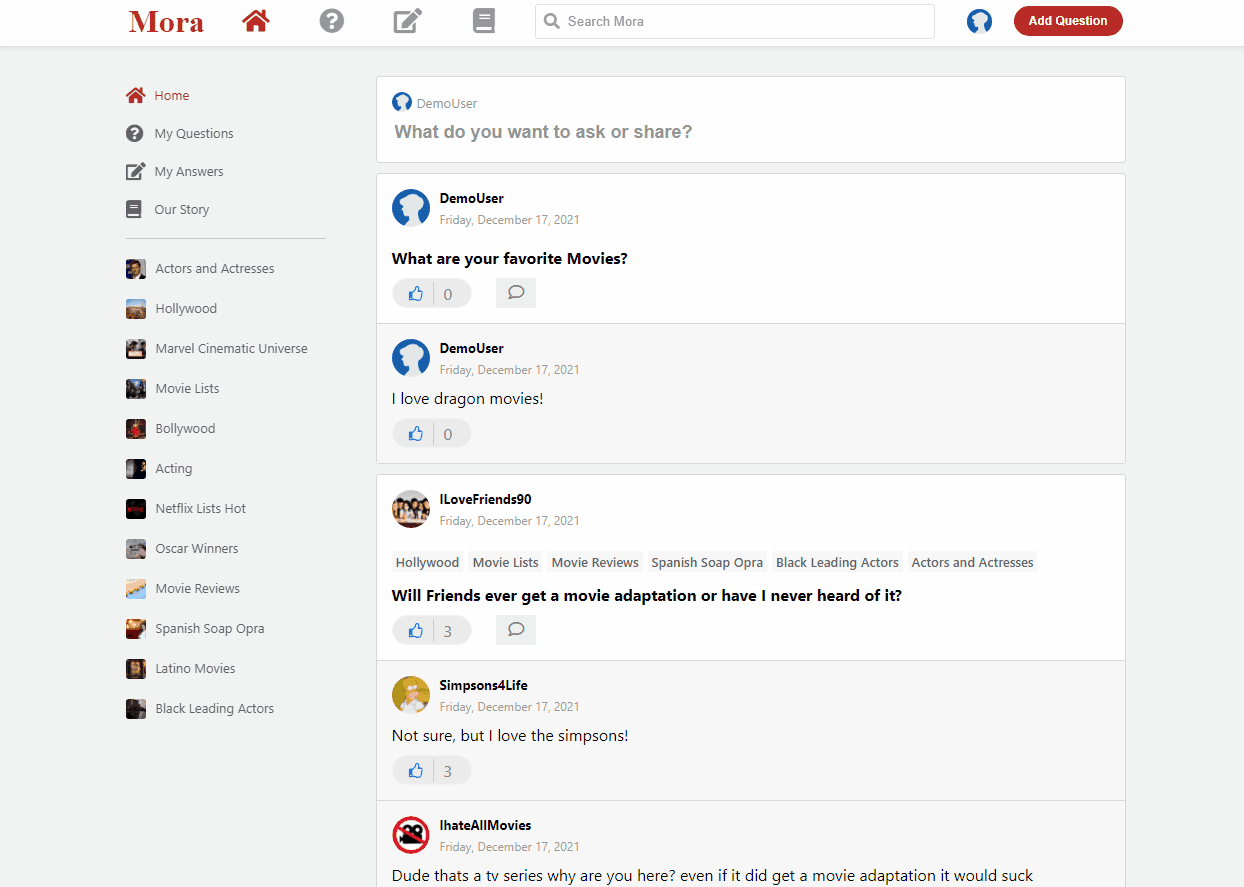 Mora
Search Mora
Add Question
Home
My Questions
My Answers
Our Story
Actors and Actresses
Hollywood
Marvel Cinematic Universe
Movie Lists
Bollywood
Acting
Netflix Lists Hot
Oscar Winners
Movie Reviews
Spanish Soap Opra
Latino Movies
Black Leading Actors
DemoUser
What do you want to ask or share?
DemoUser
Friday, December 17, 2021
What are your favorite Movies?
0
DemoUser
Friday, December 17, 2021
I love dragon movies!
0
ILoveFriends90
Friday, December 17, 2021
Hollywood Movie Lists Movie Reviews Spanish Soap Opra Black Leading Actors Actors and Actresses
Will Friends ever get a movie adaptation or have I never heard of it?
3
Simpsons4Life
Friday, December 17, 2021
Not sure, but I love the simpsons!
3
IhateAllMovies
Friday, December 17, 2021
Dude thats a tv series why are you here? even if it did get a movie adaptation it would suck